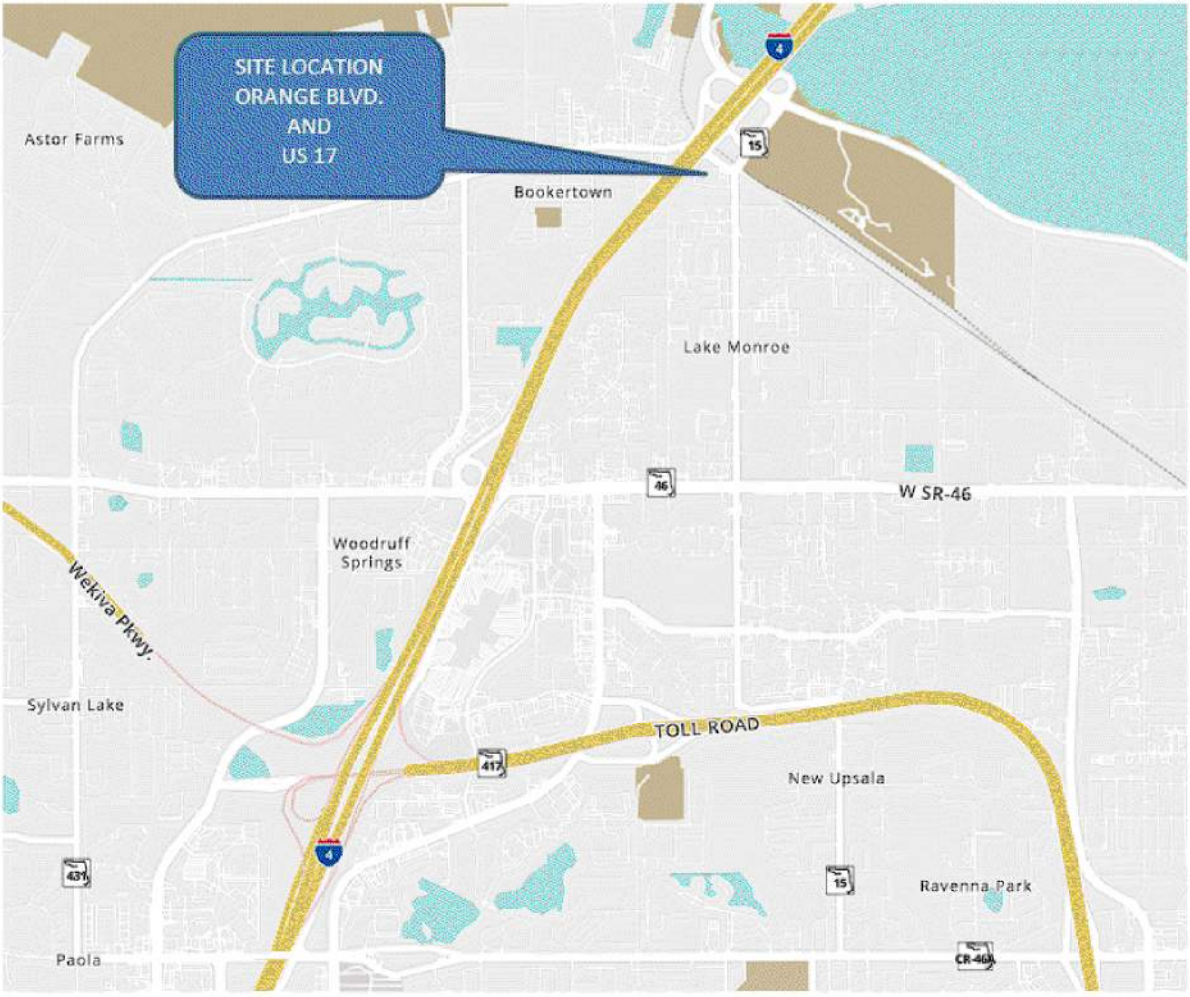 4
SITE LOCATION
ORANGE BLVD.
AND
US 17
Astor Farms
15
Bookertown
Lake Monroe
46
W SR-46
Woodruff
Springs
Wekiva Pkwy.
Sylvan Lake
TOLL ROAD
417
New Upsala
4
431
15
Ravenna Park
Paola
CR-46A